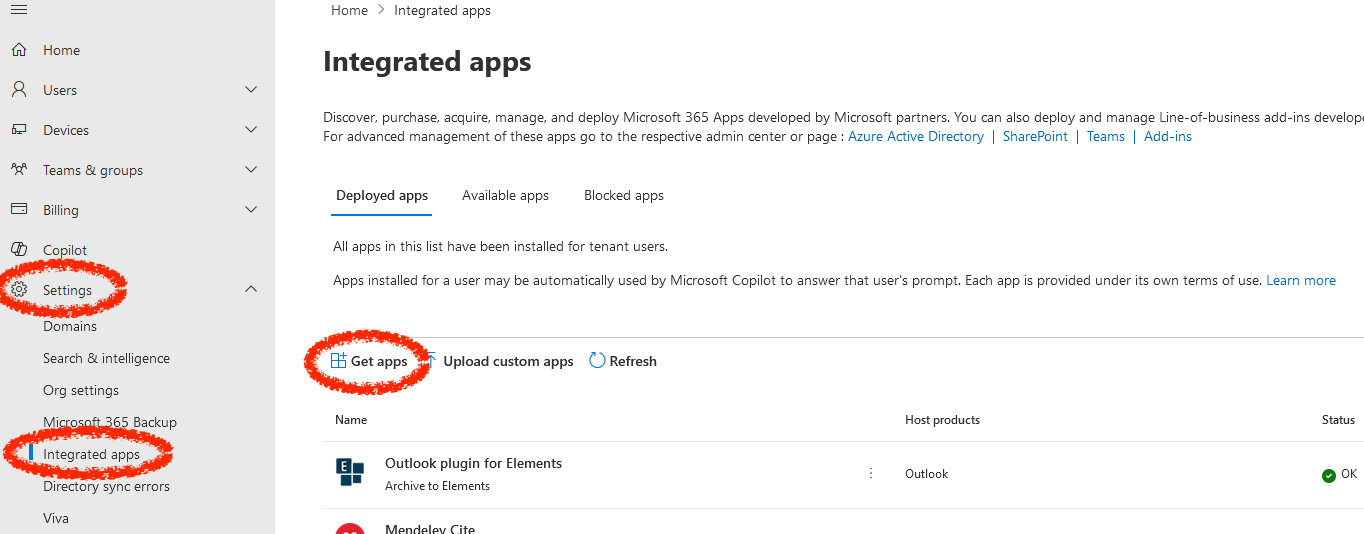 Home > Integrated apps
Home
Users
Devices
Teams & groups
Billing
Copilot
Settings
Domains
Search & intelligence
Org settings
Microsoft 365 Backup
Integrated apps
Directory sync errors
Viva
Integrated apps
Discover, purchase, acquire, manage, and deploy Microsoft 365 Apps developed by Microsoft partners. You can also deploy and manage Line-of-business add-ins develope
For advanced management of these apps go to the respective admin center or page : Azure Active Directory | SharePoint | Teams | Add-ins
Deployed apps Available apps Blocked apps
All apps in this list have been installed for tenant users.
Apps installed for a user may be automatically used by Microsoft Copilot to answer that user's prompt. Each app is provided under its own terms of use. Learn more
Get apps Upload custom apps Refresh
Name Host products Status
Outlook plugin for Elements
Archive to Elements
Outlook
OK
Mendeley Cite